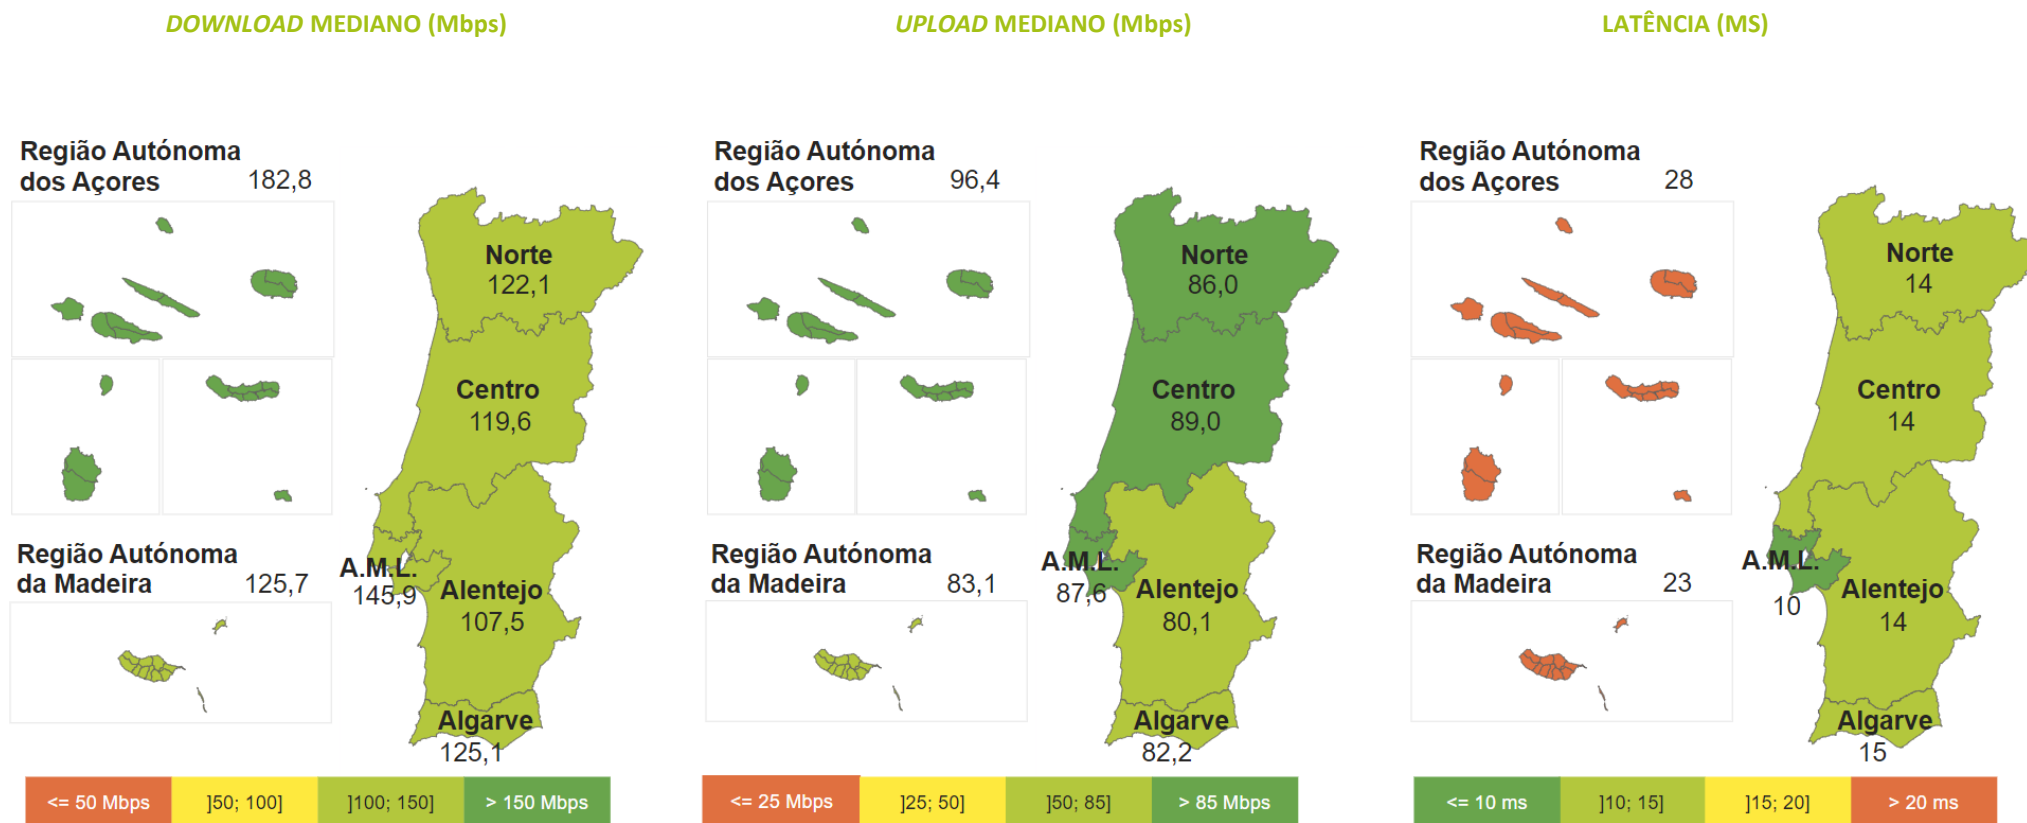 DOWNLOAD MEDIANO (Mbps)
Região Autónoma
dos Açores 182,8
Norte
122,1
Centro
119,6
Região Autónoma
da Madeira 125,7
A.M.L.
145,9
Alentejo
107,5
Algarve
125,1
<= 50 Mbps ]50; 100] ]100; 150] > 150 Mbps
UPLOAD MEDIANO (Mbps)
Região Autónoma
dos Açores 96,4
Norte
86,0
Centro
89,0
Região Autónoma
da Madeira 83,1
A.M.L.
87,6
Alentejo
80,1
Algarve
82,2
<= 25 Mbps ]25; 50] ]50; 85] > 85 Mbps
LATÊNCIA (MS)
Região Autónoma
dos Açores 28
Norte
14
Centro
14
Região Autónoma
da Madeira 23
A.M.L.
10
Alentejo
14
Algarve
15
<= 10 ms ]10; 15] ]15; 20] > 20 ms